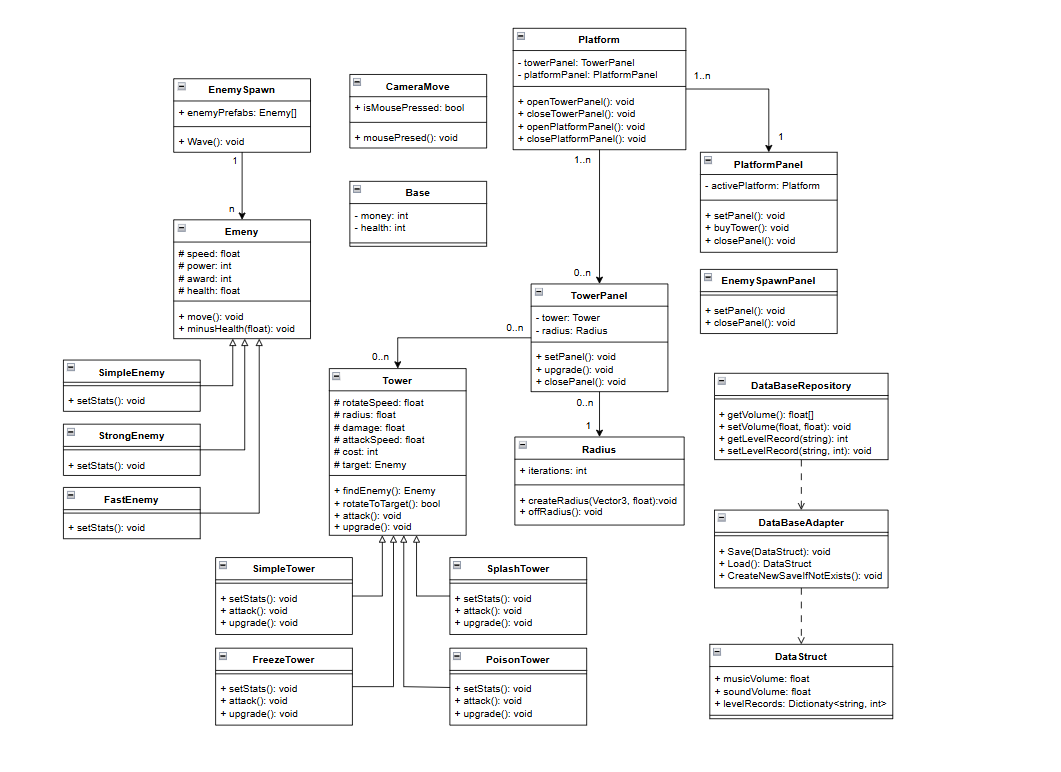 Platform
- towerPanel: TowerPanel
- platformPanel: PlatformPanel
+ openTowerPanel(): void
+ closeTowerPanel(): void
+ openPlatformPanel(): void
+ closePlatformPanel(): void
1..n
1
1..n
0..n
EnemySpawn
+ enemyPrefabs: Enemy[]
+ Wave(): void
1
n
CameraMove
+ isMousePressed: bool
+ mousePresed(): void
Base
- money: int
- health: int
PlatformPanel
- activePlatform: Platform
+ setPanel(): void
+ buyTower(): void
+ closePanel(): void
Emeny
# speed: float
# power: int
# award: int
# health: float
+ move(): void
+ minusHealth(float): void
EnemySpawnPanel
+ setPanel(): void
+ closePanel(): void
TowerPanel
- tower: Tower
- radius: Radius
+ setPanel(): void
+ upgrade(): void
+ closePanel(): void
0..n
0..n
0..n
1
SimpleEnemy
+ setStats(): void
StrongEnemy
+ setStats(): void
FastEnemy
+ setStats(): void
Tower
# rotateSpeed: float
# radius: float
# damage: float
# attackSpeed: float
# cost: int
# target: Enemy
+ findEnemy(): Enemy
+ rotateToTarget(): bool
+ attack(): void
+ upgrade(): void
Radius
+ iterations: int
+ createRadius(Vector3, float):void
+ offRadius(): void
DataBaseRepository
+ getVolume(): float[]
+ setVolume(float, float): void
+ getLevelRecord(string): int
+ setLevelRecord(string, int): void
DataBaseAdapter
+ Save(DataStruct): void
+ Load(): DataStruct
+ CreateNewSaveIfNotExists(): void
SimpleTower
+ setStats(): void
+ attack(): void
+ upgrade(): void
SplashTower
+ setStats(): void
+ attack(): void
+ upgrade(): void
FreezeTower
+ setStats(): void
+ attack(): void
+ upgrade(): void
PoisonTower
+ setStats(): void
+ attack(): void
+ upgrade(): void
DataStruct
+ musicVolume: float
+ soundVolume: float
+ levelRecords: Dictionaty<string, int>